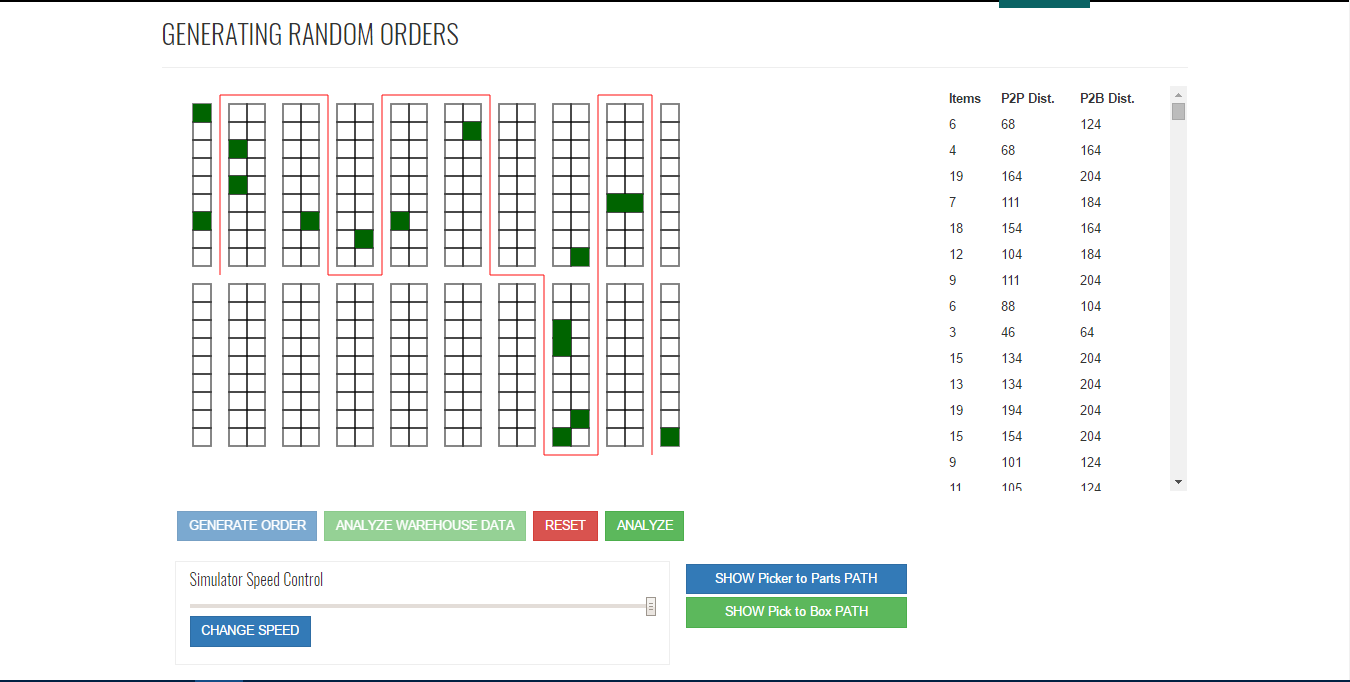 GENERATING RANDOM ORDERS
Items P2P Dist. P2B Dist.
6 68 124
4 68 164
19 164 204
7 111 184
18 154 164
12 104 184
9 111 204
6 88 104
3 46 64
15 134 204
13 134 204
19 194 204
15 154 204
9 101 124
11 105 124
GENERATE ORDER ANALYZE WAREHOUSE DATA RESET ANALYZE
Simulator Speed Control
CHANGE SPEED
SHOW Picker to Parts PATH
SHOW Pick to Box PATH